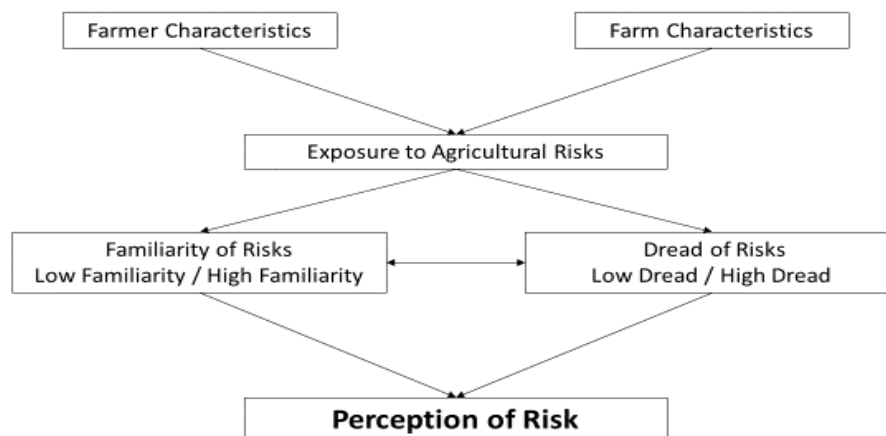 Farmer Characteristics
Farm Characteristics
Exposure to Agricultural Risks
Familiarity of Risks
Low Familiarity / High Familiarity
Dread of Risks
Low Dread / High Dread
Perception of Risk